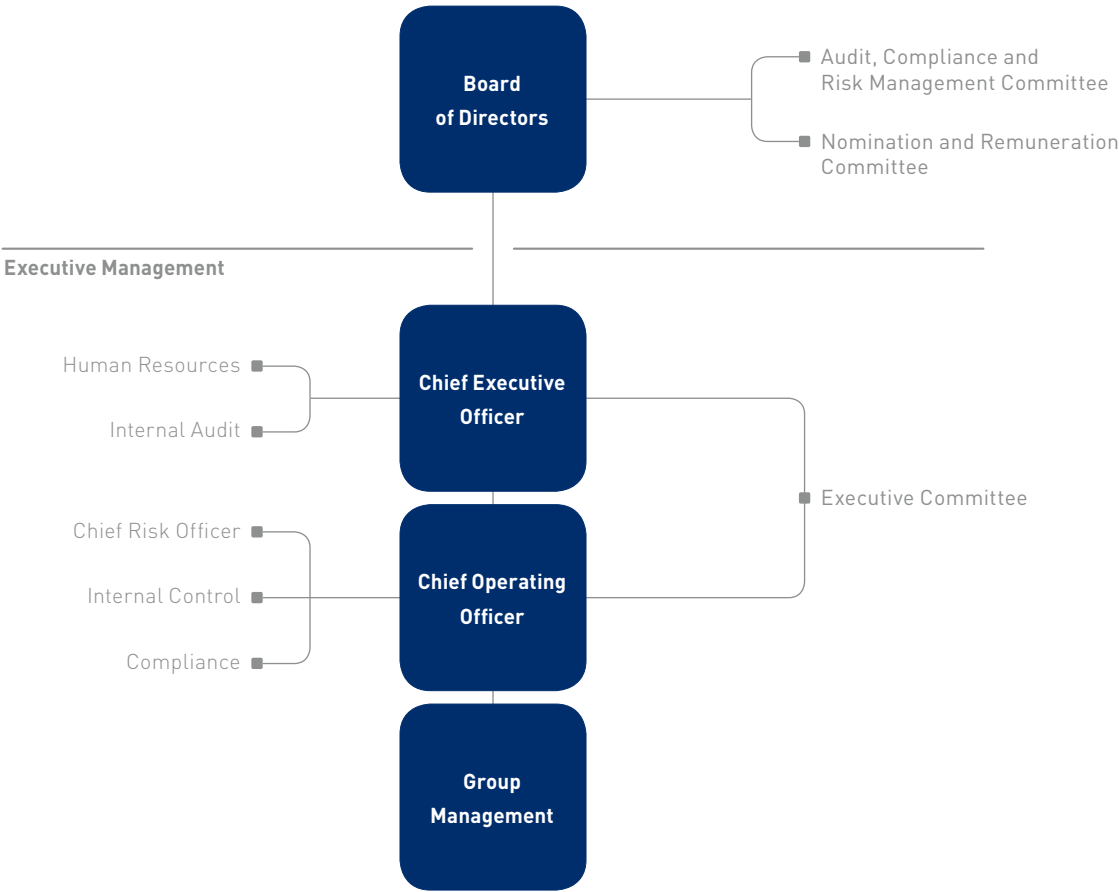 Board
of Directors
Audit, Compliance and
Risk Management Committee
Nomination and Remuneration
Committee
Executive Management
Human Resources
Internal Audit
Chief Executive
Officer
Executive Committee
Chief Risk Officer
Internal Control
Compliance
Chief Operating
Officer
Group
Management